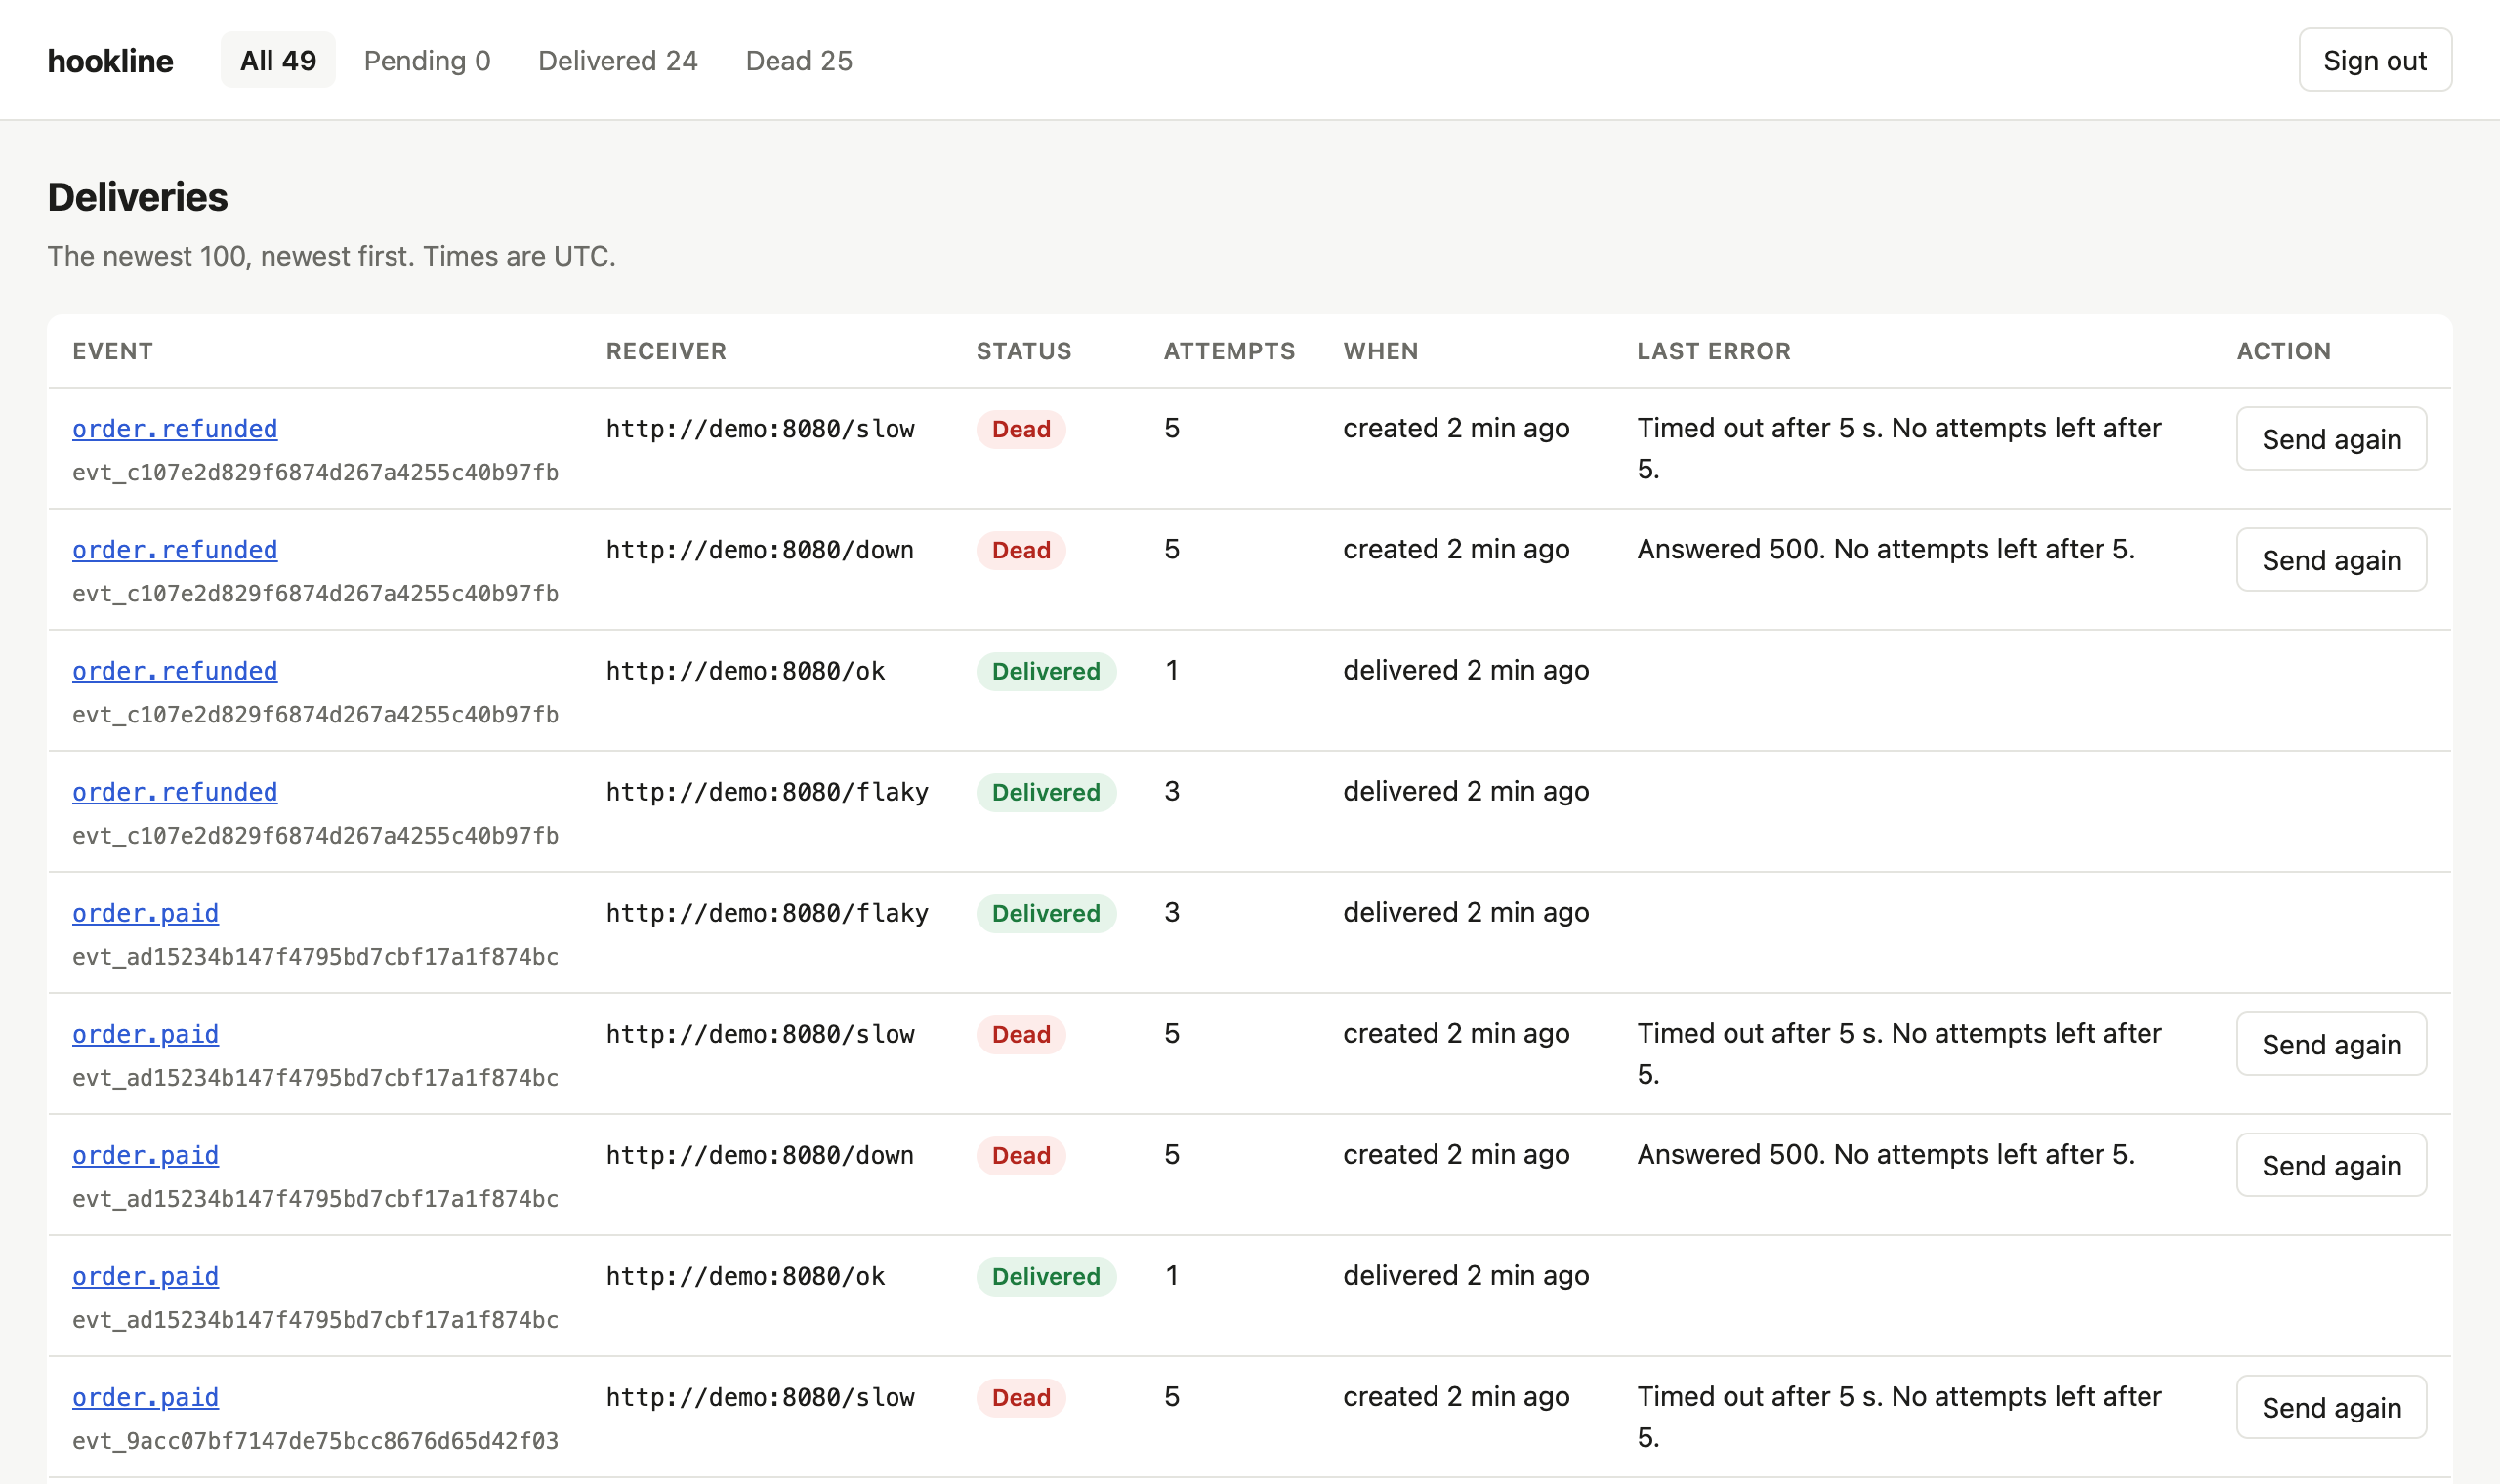 hookline All 49 Pending 0 Delivered 24 Dead 25 Sign out
Deliveries
The newest 100, newest first. Times are UTC.
EVENT RECEIVER STATUS ATTEMPTS WHEN LAST ERROR ACTION
order.refunded http://demo:8080/slow Dead 5 created 2 min ago Timed out after 5 s. No attempts left after Send again
evt_c107e2d829f6874d267a4255c40b97fb 5.
order.refunded http://demo:8080/down Dead 5 created 2 min ago Answered 500. No attempts left after 5. Send again
evt_c107e2d829f6874d267a4255c40b97fb
order.refunded http://demo:8080/ok Delivered 1 delivered 2 min ago
evt_c107e2d829f6874d267a4255c40b97fb
order.refunded http://demo:8080/flaky Delivered 3 delivered 2 min ago
evt_c107e2d829f6874d267a4255c40b97fb
order.paid http://demo:8080/flaky Delivered 3 delivered 2 min ago
evt_ad15234b147f4795bd7cbf17a1f874bc
order.paid http://demo:8080/slow Dead 5 created 2 min ago Timed out after 5 s. No attempts left after Send again
evt_ad15234b147f4795bd7cbf17a1f874bc 5.
order.paid http://demo:8080/down Dead 5 created 2 min ago Answered 500. No attempts left after 5. Send again
evt_ad15234b147f4795bd7cbf17a1f874bc
order.paid http://demo:8080/ok Delivered 1 delivered 2 min ago
evt_ad15234b147f4795bd7cbf17a1f874bc
order.paid http://demo:8080/slow Dead 5 created 2 min ago Timed out after 5 s. No attempts left after Send again
evt_9acc07bf7147de75bcc8676d65d42f03 5.